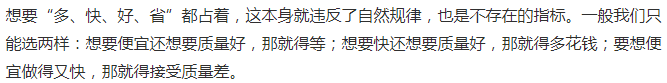 想要“多、快、好、省”都占着，这本身就违反了自然规律，也是不存在的指标。一般我们只
能选两样：想要便宜还想要质量好，那就得等；想要快还想要质量好，那就得多花钱；要想便
宜做得又快，那就得接受质量差。